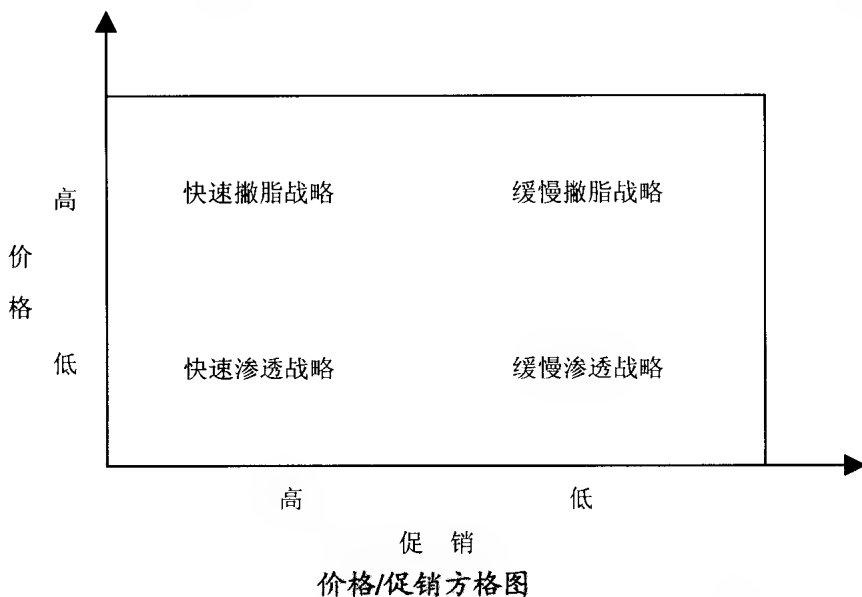 高
快速撇脂战略 缓慢撇脂战略
价
格
低
快速渗透战略 缓慢渗透战略
高 低
促 销
价格/促销方格图